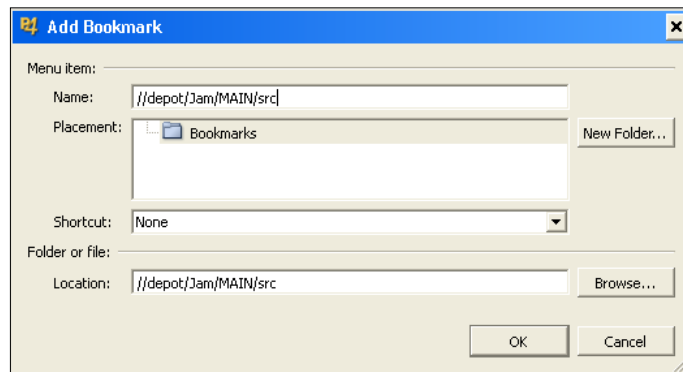 P4 Add Bookmark
Menu item:
Name: //depot/Jam/MAIN/src
Placement: Bookmarks New Folder...
Shortcut: None
Folder or file:
Location: //depot/Jam/MAIN/src Browse...
OK Cancel